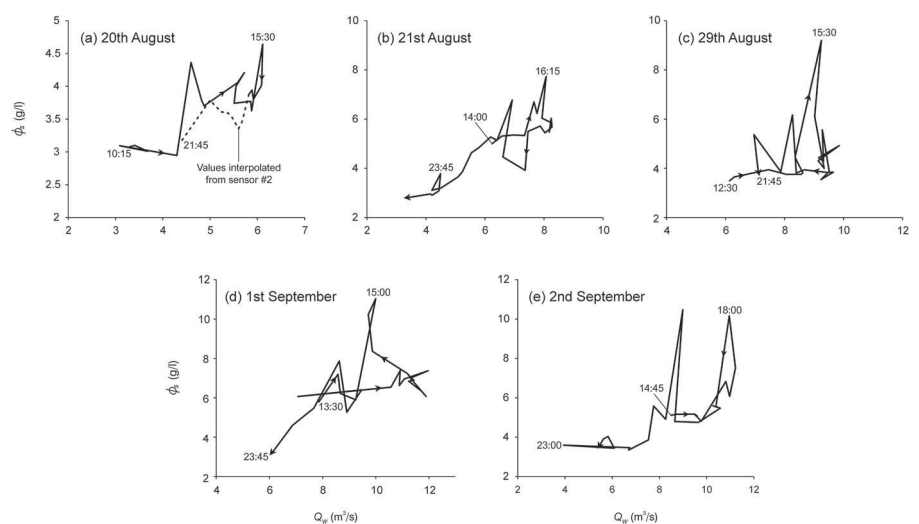 (a) 20th August
5
4.5
4
3.5
3
2.5
2
ϕs (g/l)
15:30
10:15
21:45
Values interpolated
from sensor #2
2 3 4 5 6 7
(b) 21st August
10
8
6
4
2
16:15
14:00
23:45
2 4 6 8 10
(c) 29th August
10
8
6
4
2
15:30
12:30
21:45
4 6 8 10 12
(d) 1st September
12
10
8
6
4
2
ϕs (g/l)
15:00
13:30
23:45
4 6 8 10 12
Qw (m³/s)
(e) 2nd September
12
10
8
6
4
2
18:00
14:45
23:00
2 4 6 8 10 12
Qw (m³/s)